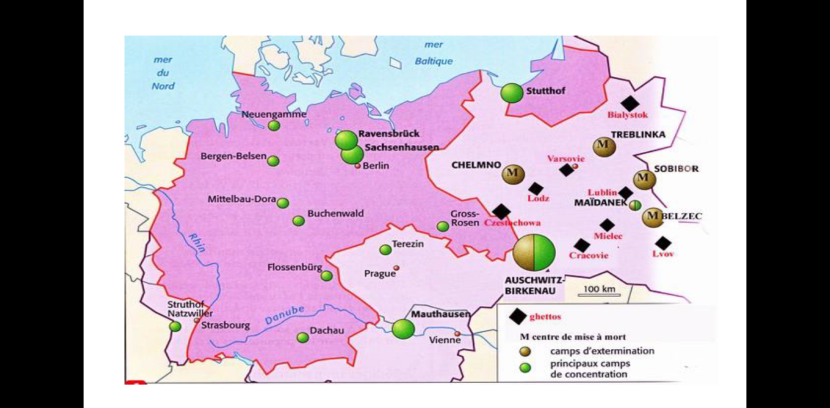 mer
du
Nord
mer
Baltique
Stutthof
Neuengamme
Bialystok
Ravensbrück
TREBLINKA
M
Sachsenhausen
Bergen-Belsen
Berlin
Varsovie
CHELMNO
M
SOBIBOR
M
Lodz
Lublin
Mittelbau-Dora
MAÏDANEK
Buchenwald
Gross-
Rosen
Czestochowa
M BELZEC
Mielec
Rhin
Terezin
Cracovie
Lvov
Prague
Flossenbürg
AUSCHWITZ-
BIRKENAU
100 km
Struthof
Natzwiller
Strasbourg
Danube
Mauthausen
Dachau
Vienne
ghettos
M centre de mise à mort
camps d'extermination
principaux camps
de concentration